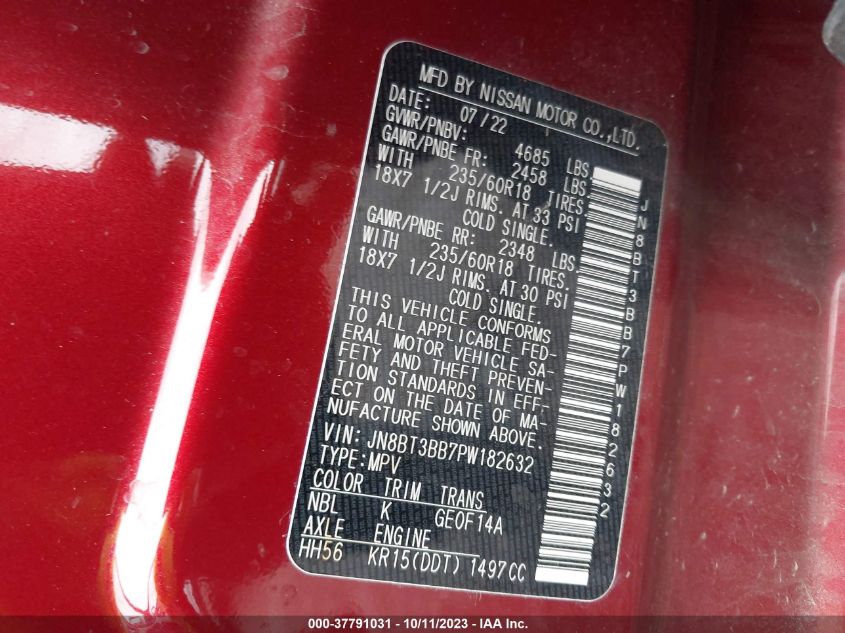 MFD BY NISSAN MOTOR CO.,LTD.
DATE: 07/22
GVWR/PNBV: 4685 LBS.
GAWR/PNBE FR: 2458 LBS.
WITH 235/60R18 TIRES.
18X7 1/2J RIMS. AT 33 PSI
COLD SINGLE.
GAWR/PNBE RR: 2348 LBS.
WITH 235/60R18 TIRES.
18X7 1/2J RIMS. AT 30 PSI
COLD SINGLE.
THIS VEHICLE CONFORMS
TO ALL APPLICABLE FED-
ERAL MOTOR VEHICLE SA-
FETY AND THEFT PREVEN-
TION STANDARDS IN EFF-
ECT ON THE DATE OF MA-
NUFACTURE SHOWN ABOVE.
VIN: JN8BT3BB7PW182632
TYPE: MPV
COLOR TRIM TRANS
NBL K GE0F14A
AXLE ENGINE
HH56 KR15(DDT) 1497CC
JN8BT3BB7PW182632
000-37791031 - 10/11/2023 - IAA Inc.